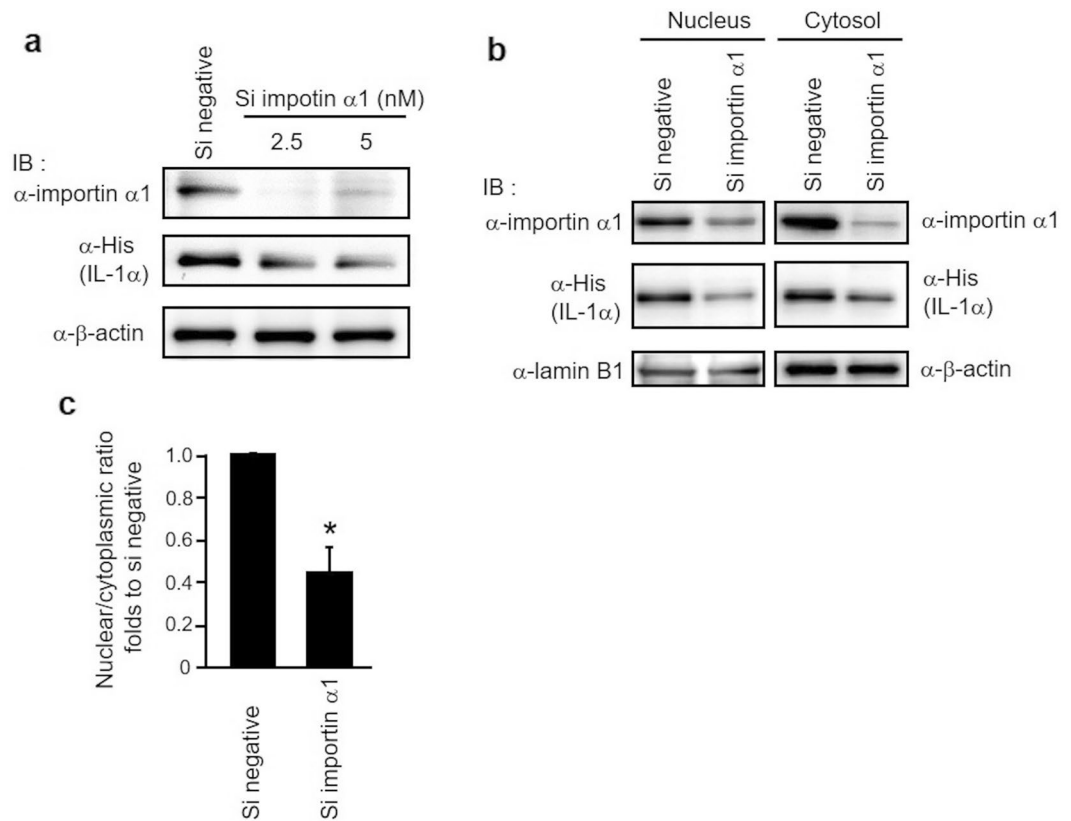 a
Si negative
Si impotin α1 (nM)
2.5 5
IB :
α-importin α1
α-His
(IL-1α)
α-β-actin
b
Nucleus Cytosol
Si negative
Si importin α1
Si negative
Si importin α1
IB :
α-importin α1 α-importin α1
α-His α-His
(IL-1α) (IL-1α)
α-lamin B1 α-β-actin
c
Nuclear/cytoplasmic ratio
folds to si negative
1.0
0.8
0.6
0.4
0.2
0
*
Si negative
Si importin α1